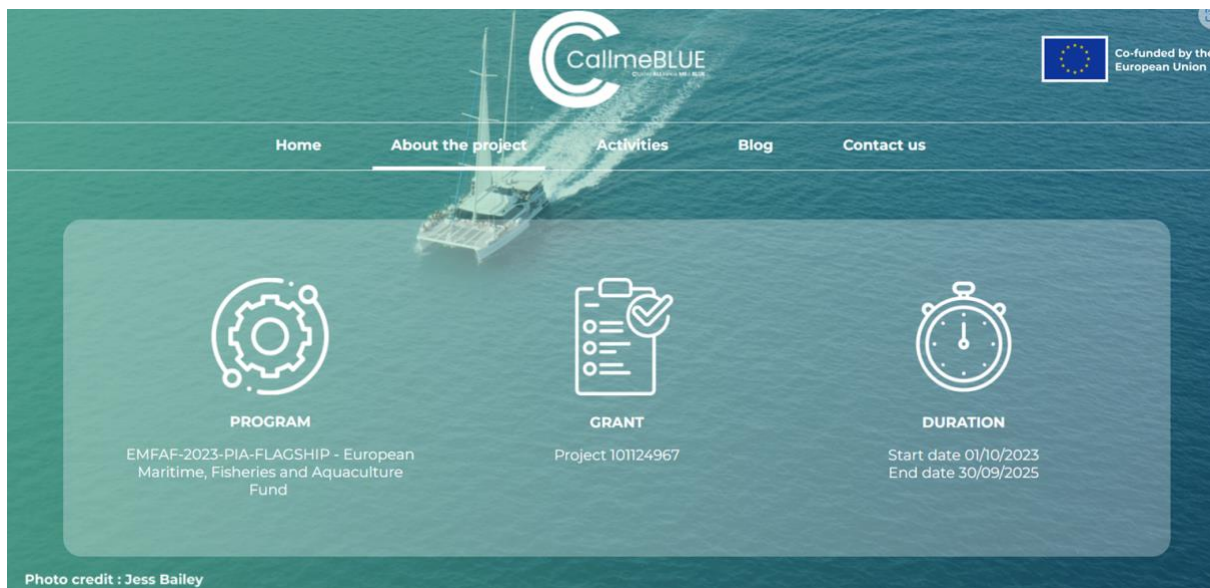 CallmeBLUE
Co-funded by the
European Union
Home
About the project
Activities
Blog
Contact us
PROGRAM
EMFAF-2023-PIA-FLAGSHIP - European
Maritime, Fisheries and Aquaculture
Fund
GRANT
Project 101124967
DURATION
Start date 01/10/2023
End date 30/09/2025
Photo credit : Jess Bailey